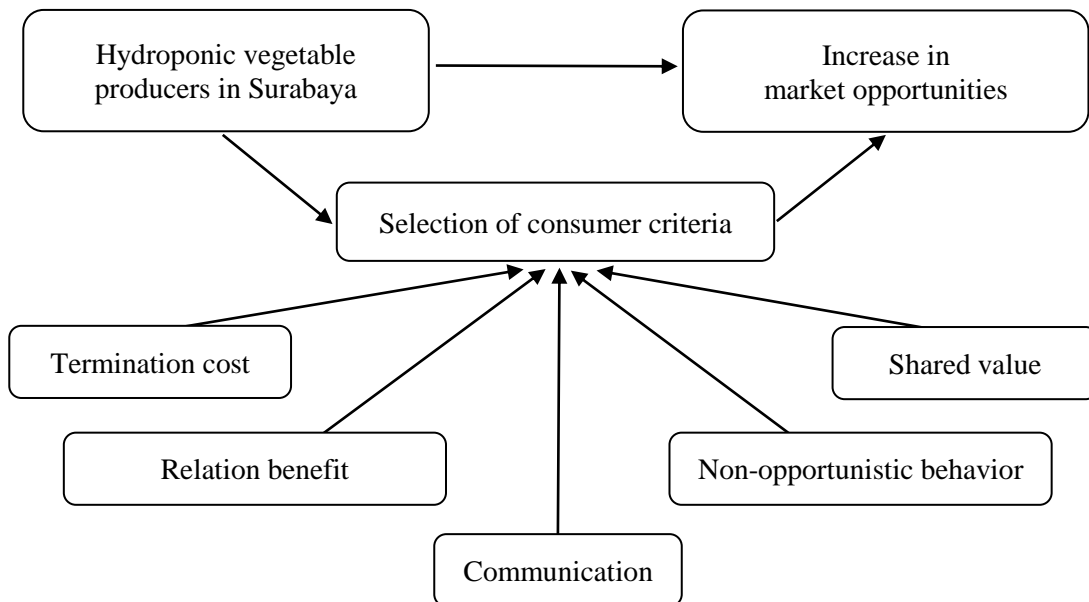 Hydroponic vegetable
producers in Surabaya
Increase in
market opportunities
Selection of consumer criteria
Termination cost
Shared value
Relation benefit
Non-opportunistic behavior
Communication